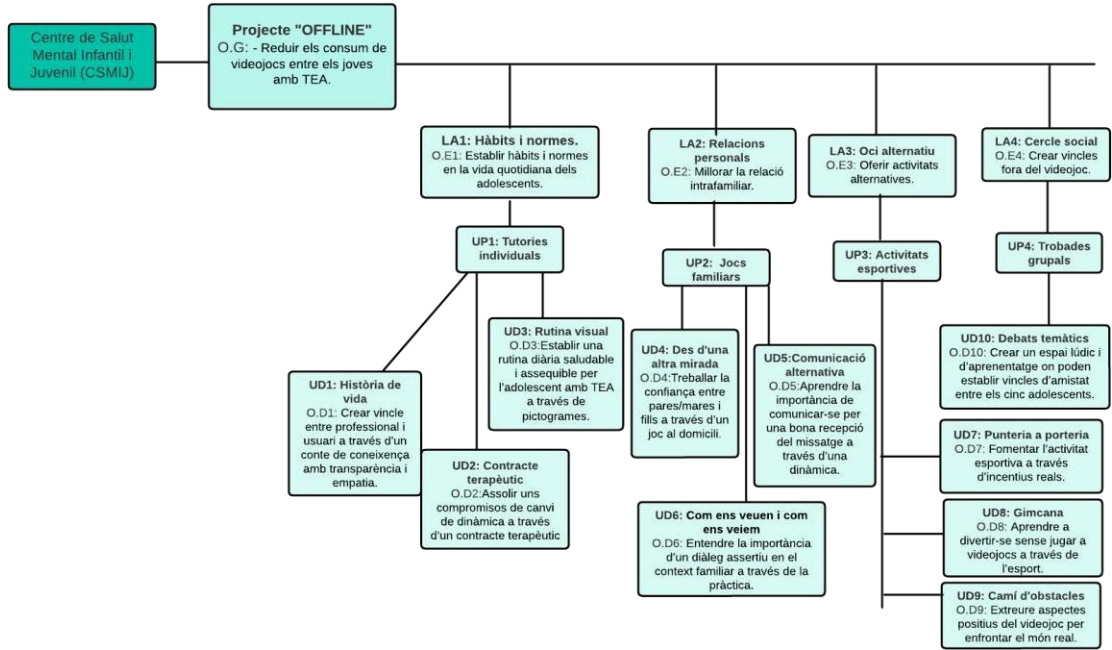 Centre de Salut
Mental Infantil i
Juvenil (CSMIJ)
Projecte "OFFLINE"
O.G: - Reduir els consum de
videojocs entre els joves
amb TEA.
LA1: Hàbits i normes.
O.E1: Establir hàbits i normes
en la vida quotidiana dels
adolescents.
LA2: Relacions
personals
O.E2: Millorar la relació
intrafamiliar.
LA3: Oci alternatiu
O.E3: Oferir activitats
alternatives.
LA4: Cercle social
O.E4: Crear vincles
fora del videojoc.
UP1: Tutories
individuals
UP2: Jocs
familiars
UP3: Activitats
esportives
UP4: Trobades
grupals
UD1: Història de
vida
O.D1: Crear vincle
entre professional i
usuari a través d'un
conte de coneixença
amb transparència i
empatia.
UD2: Contracte
terapèutic
O.D2:Assolir uns
compromisos de canvi
de dinàmica a través
d'un contracte terapèutic
UD3: Rutina visual
O.D3:Establir una
rutina diària saludable
i assequible per
l'adolescent amb TEA
a través de
pictogrames.
UD4: Des d'una
altra mirada
O.D4:Treballar la
confiança entre
pares/mares i
fills a través d'un
joc al domicili.
UD5:Comunicació
alternativa
O.D5:Aprendre la
importància de
comunicar-se per
una bona recepció
del missatge a
través d'una
dinàmica.
UD6: Com ens veuen i com
ens veiem
O.D6: Entendre la importància
d'un diàleg assertiu en el
context familiar a través de la
pràctica.
UD10: Debats temàtics
O.D10: Crear un espai lúdic i
d'aprenentatge on poden
establir vincles d'amistat
entre els cinc adolescents.
UD7: Punteria a porteria
O.D7: Fomentar l'activitat
esportiva a través
d'incentius reals.
UD8: Gimcana
O.D8: Aprendre a
divertir-se sense jugar a
videojocs a través de
l'esport.
UD9: Camí d'obstacles
O.D9: Extreure aspectes
positius del videojoc per
enfrontar el món real.